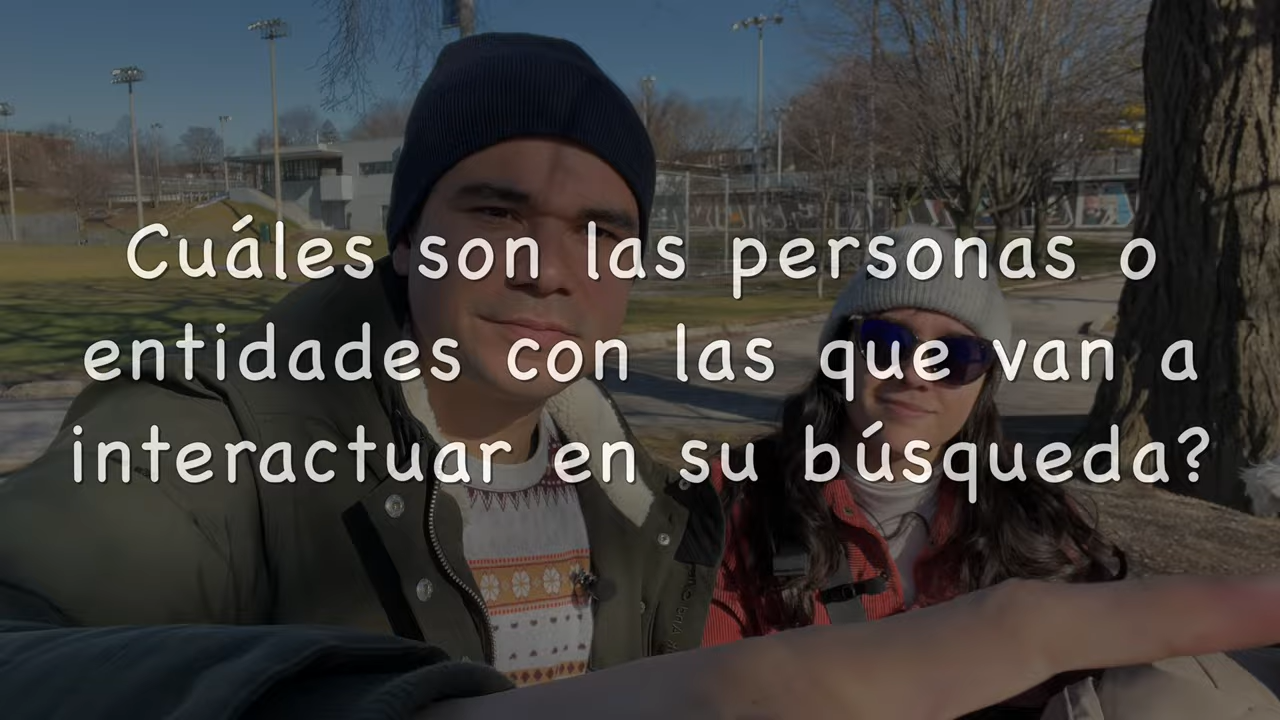 Cuáles son las personas o
entidades con las que van a
interactuar en su búsqueda?